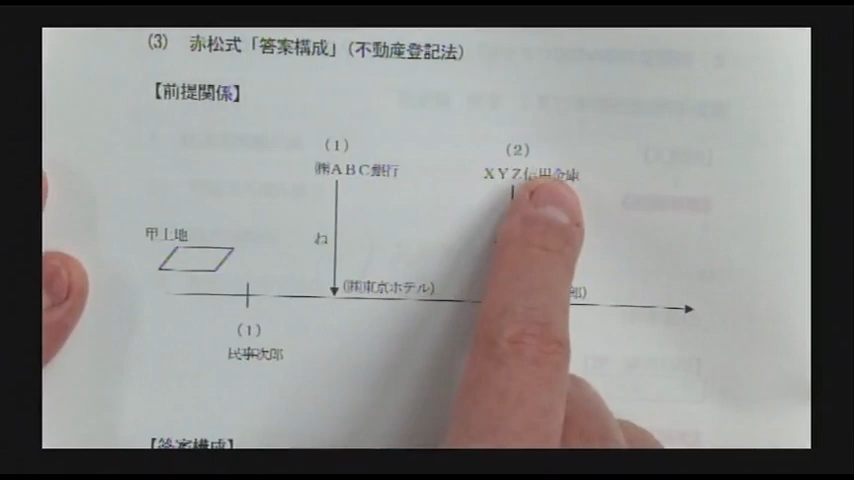 (3) 赤松式「答案構成」(不動産登記法)
【前提関係】
(1)
(2)
㈱ABC銀行
XYZ信用金庫
甲土地
ね
(㈱東京ホテル)
郎)
(1)
民事次郎
【答案構成】